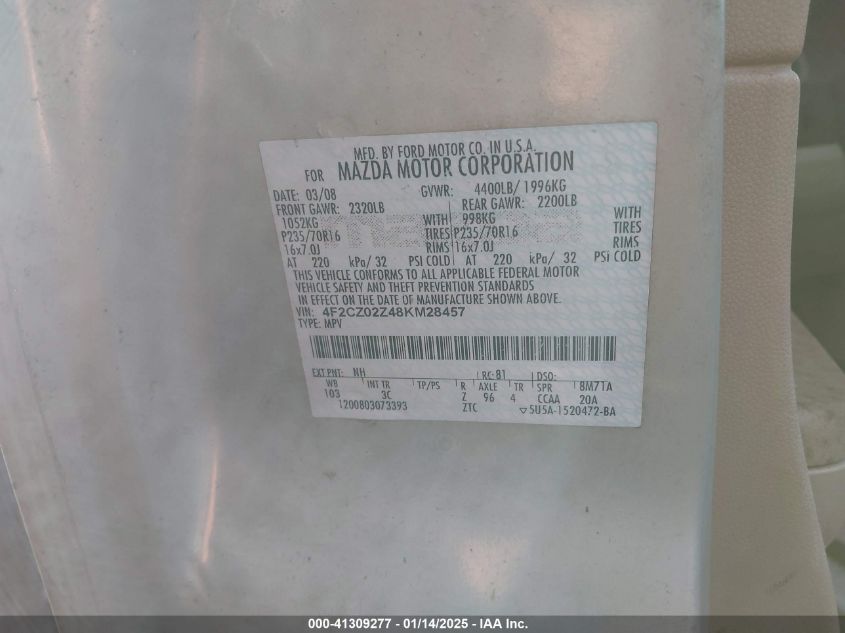 MFD. BY FORD MOTOR CO. IN U.S.A.
FOR MAZDA MOTOR CORPORATION
DATE: 03/08 GVWR: 4400LB/ 1996KG
FRONT GAWR: 2320LB REAR GAWR: 2200LB
1052KG WITH 998KG WITH
P235/70R16 TIRES P235/70R16 TIRES
16x7.0J RIMS 16x7.0J RIMS
AT 220 kPa/ 32 PSI COLD AT 220 kPa/ 32 PSi COLD
THIS VEHICLE CONFORMS TO ALL APPLICABLE FEDERAL MOTOR
VEHICLE SAFETY AND THEFT PREVENTION STANDARDS
IN EFFECT ON THE DATE OF MANUFACTURE SHOWN ABOVE.
VIN: 4F2CZ02Z48KM28457
TYPE: MPV
EXT PNT: NH RC: 81 DSO:
WB INT TR TP/PS R AXLE TR SPR 8M71A
103 3C Z 96 4 CCAA 20A
1200803073393 ZTC ▽5U5A-1520472-BA
000-41309277 - 01/14/2025 - IAA Inc.